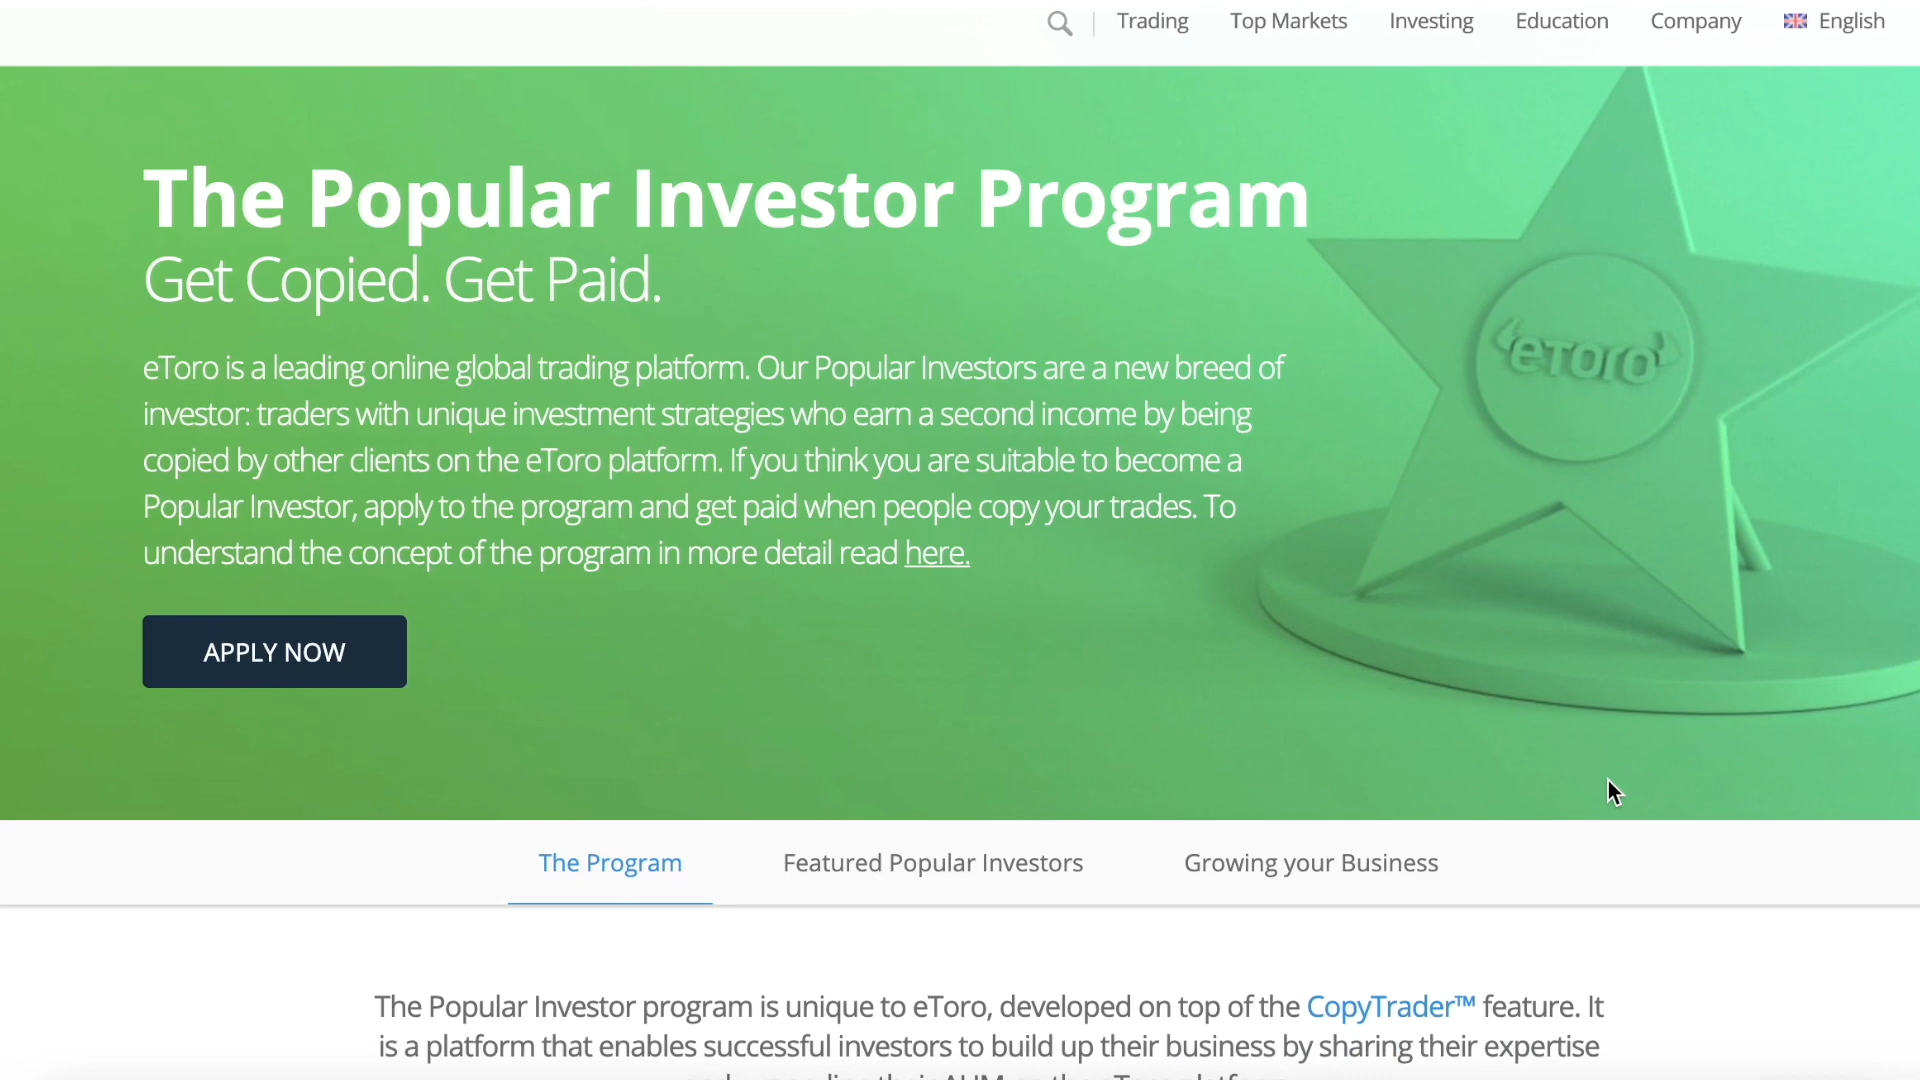 Trading Top Markets Investing Education Company English
The Popular Investor Program
Get Copied. Get Paid.
eToro is a leading online global trading platform. Our Popular Investors are a new breed of
investor: traders with unique investment strategies who earn a second income by being
copied by other clients on the eToro platform. If you think you are suitable to become a
Popular Investor, apply to the program and get paid when people copy your trades. To
understand the concept of the program in more detail read here.
eToro
APPLY NOW
The Program Featured Popular Investors Growing your Business
The Popular Investor program is unique to eToro, developed on top of the CopyTrader™ feature. It
is a platform that enables successful investors to build up their business by sharing their expertise